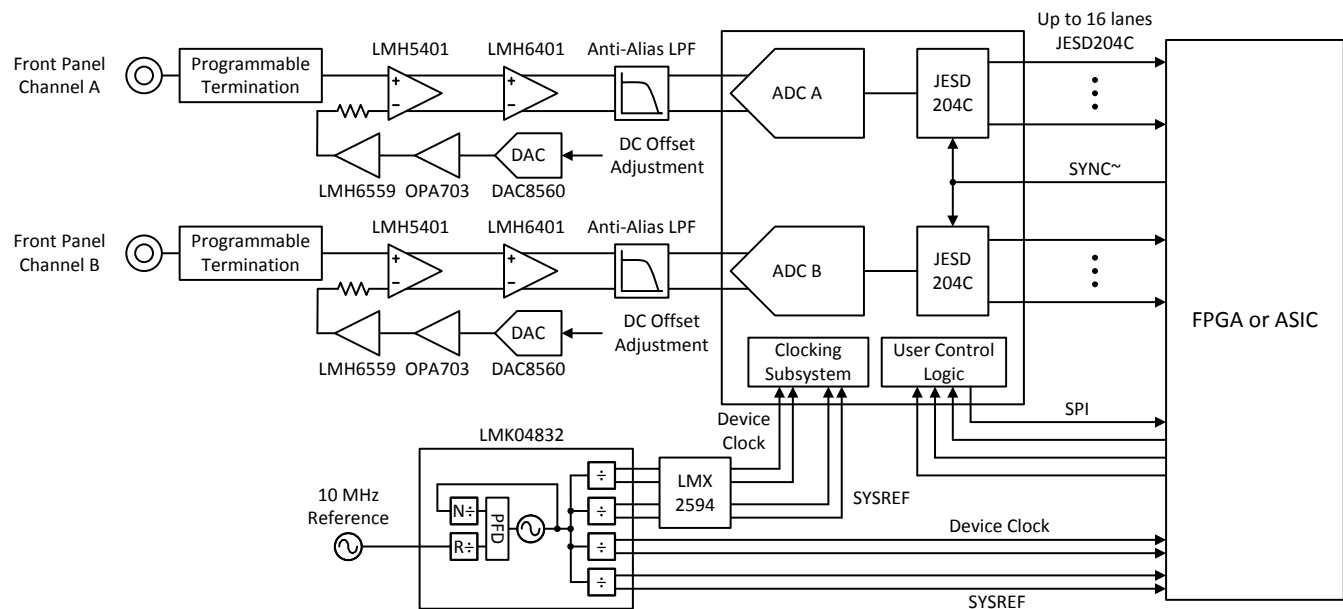 Up to 16 lanes
JESD204C
LMH5401
LMH6401
Anti-Alias LPF
Front Panel
Channel A
Programmable
Termination
+
−
ADC A
JESD
204C
DAC
DC Offset
Adjustment
LMH6559
OPA703
DAC8560
SYNC~
LMH5401
LMH6401
Anti-Alias LPF
Front Panel
Channel B
Programmable
Termination
+
−
+
−
ADC B
JESD
204C
FPGA or ASIC
DAC
DC Offset
Adjustment
LMH6559
OPA703
DAC8560
Clocking
Subsystem
User Control
Logic
SPI
Device
Clock
LMK04832
10 MHz
Reference
N÷
R÷
PFD
÷
÷
÷
÷
LMX
2594
SYSREF
Device Clock
SYSREF